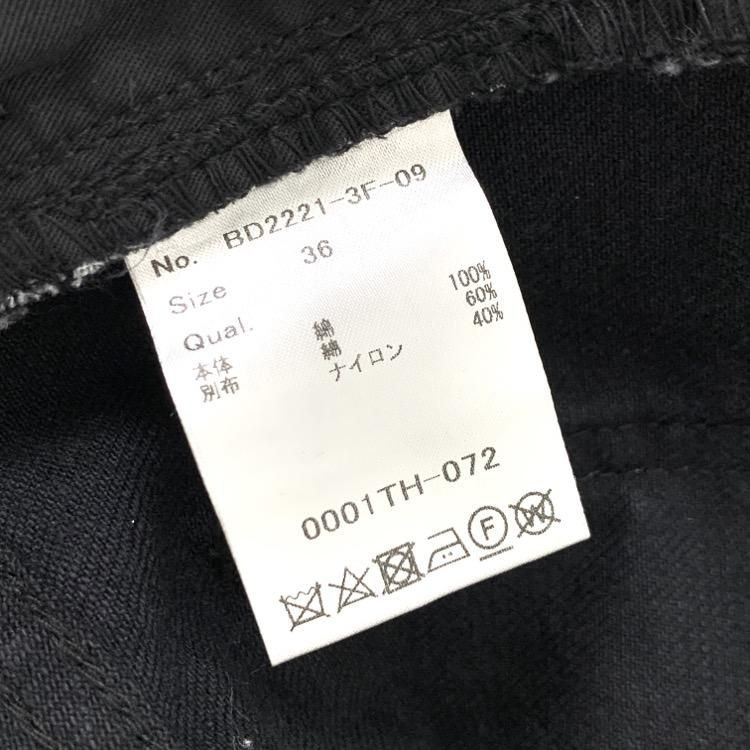 No. BD2221-3F-09
Size 36
Qual.
本体 綿 100%
別布 綿 60%
ナイロン 40%
0001TH-072
F W